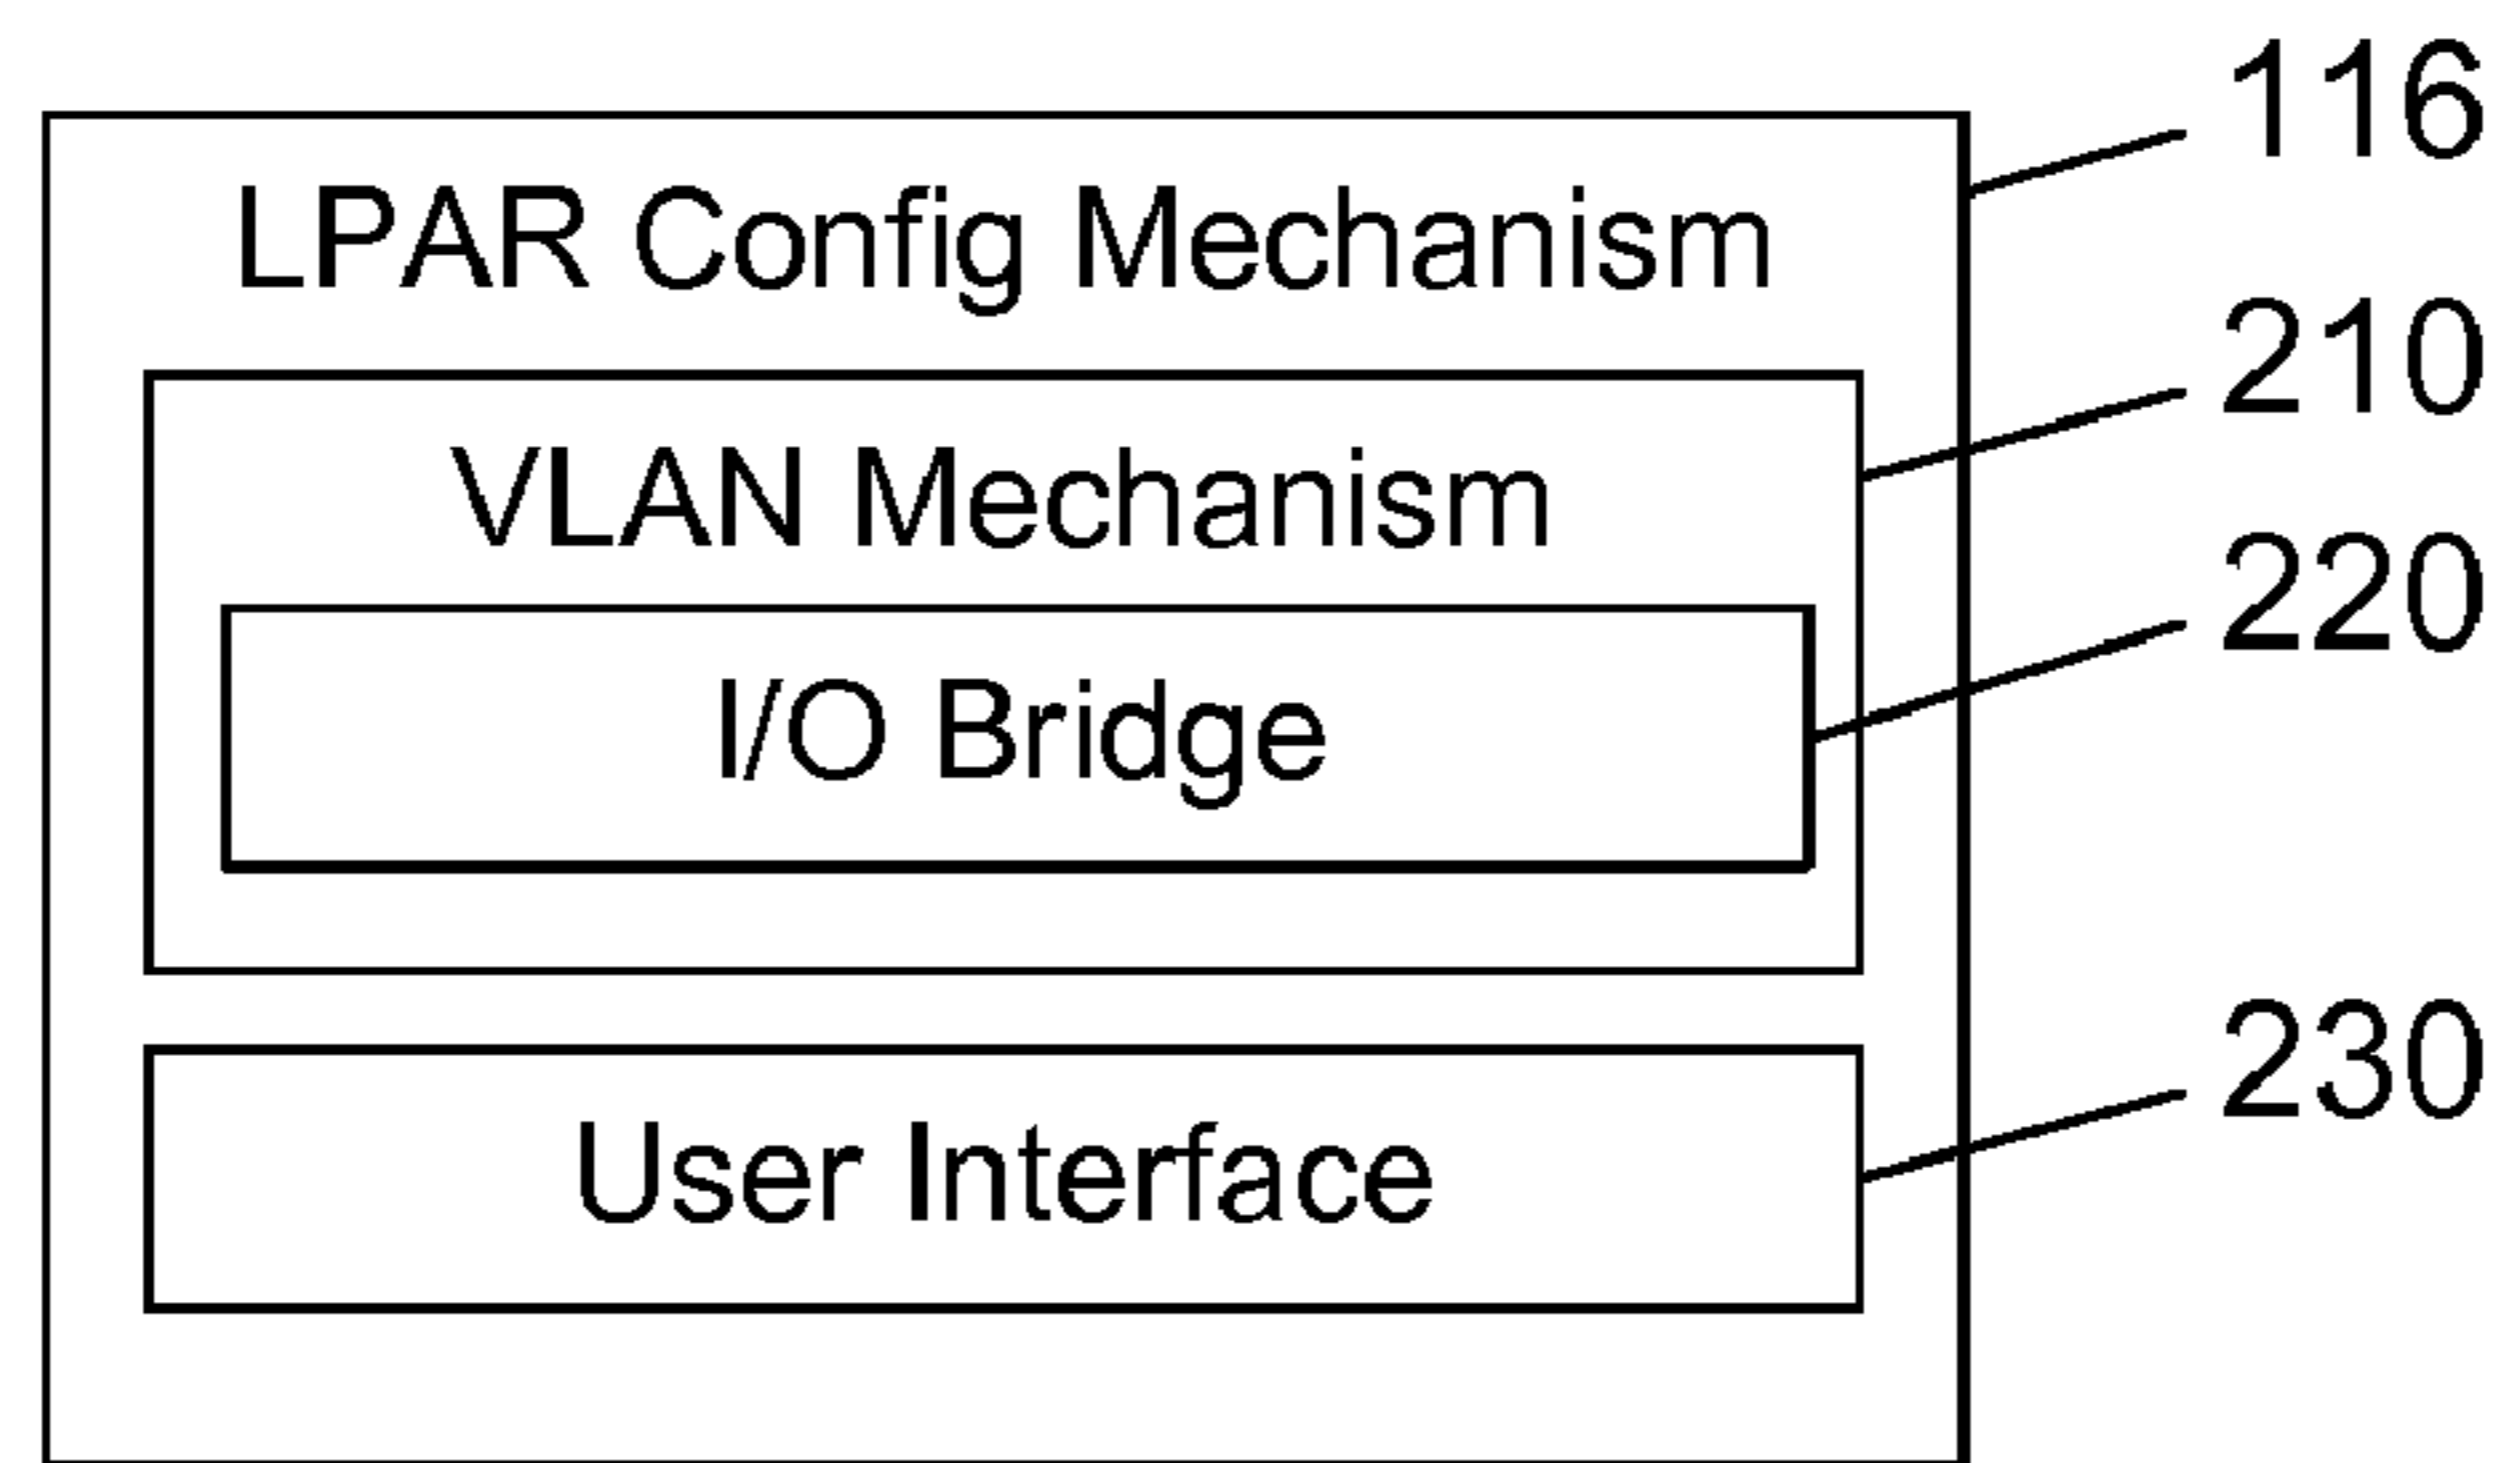 116
LPAR Config Mechanism
210
VLAN Mechanism
220
I/O Bridge
230
User Interface